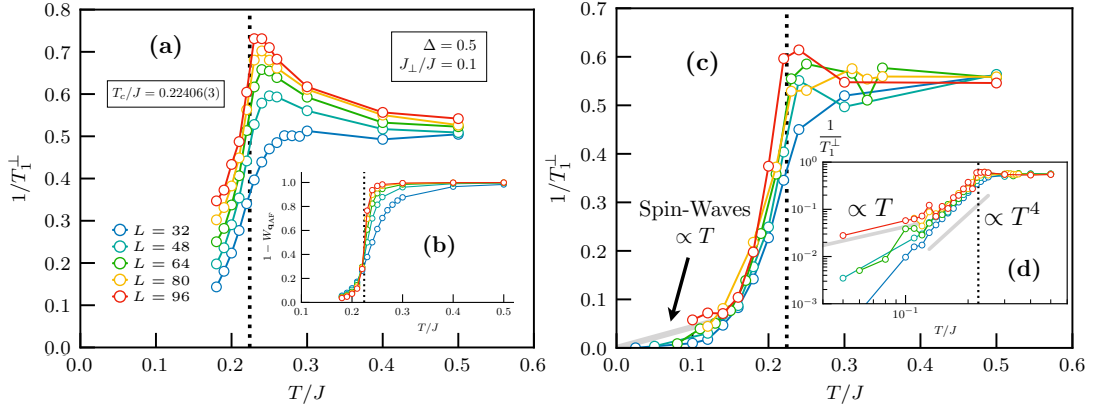 (a)
Δ = 0.5
J⊥/J = 0.1
T_c/J = 0.22406(3)
1/T_1^⊥
0.8
0.7
0.6
0.5
0.4
0.3
0.2
0.1
0.0
L = 32
L = 48
L = 64
L = 80
L = 96
0.0 0.1 0.2 0.3 0.4 0.5 0.6
T/J
(b)
1 − W_{q_AF}
1.0
0.8
0.6
0.4
0.2
0.0
0.1 0.2 0.3 0.4 0.5
T/J
(c)
1/T_1^⊥
0.8
0.7
0.6
0.5
0.4
0.3
0.2
0.1
0.0
Spin-Waves
∝ T
0.0 0.1 0.2 0.3 0.4 0.5 0.6
T/J
1/T_1^⊥
10^0
10^{−1}
10^{−2}
10^{−3}
∝ T
∝ T^4
(d)
10^{−1}
T/J